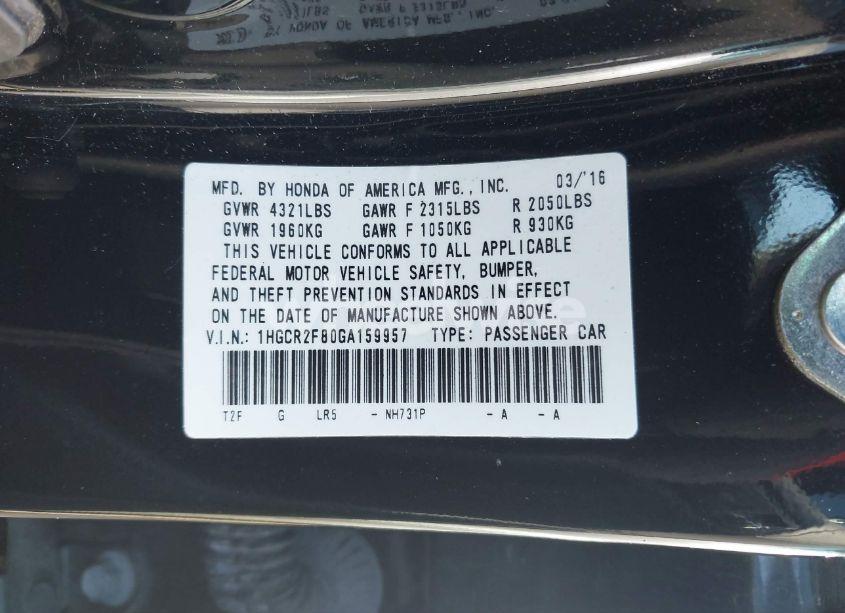 MFD. BY HONDA OF AMERICA MFG., INC. 03/'16
GVWR 4321LBS GAWR F 2315LBS R 2050LBS
GVWR 1960KG GAWR F 1050KG R 930KG
THIS VEHICLE CONFORMS TO ALL APPLICABLE
FEDERAL MOTOR VEHICLE SAFETY, BUMPER,
AND THEFT PREVENTION STANDARDS IN EFFECT
ON THE DATE OF MANUFACTURE SHOWN ABOVE.
V.I.N.: 1HGCR2F80GA159957 TYPE: PASSENGER CAR
T2F G LR5 - NH731P - A - A